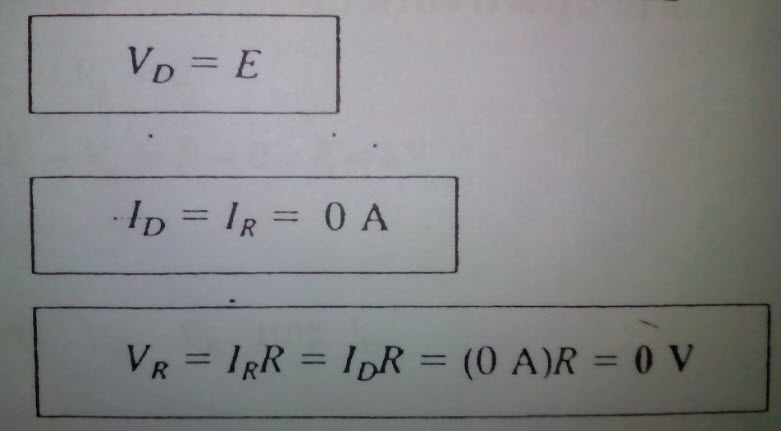 V_D = E
I_D = I_R = 0 A
V_R = I_R R = I_D R = (0 A)R = 0 V